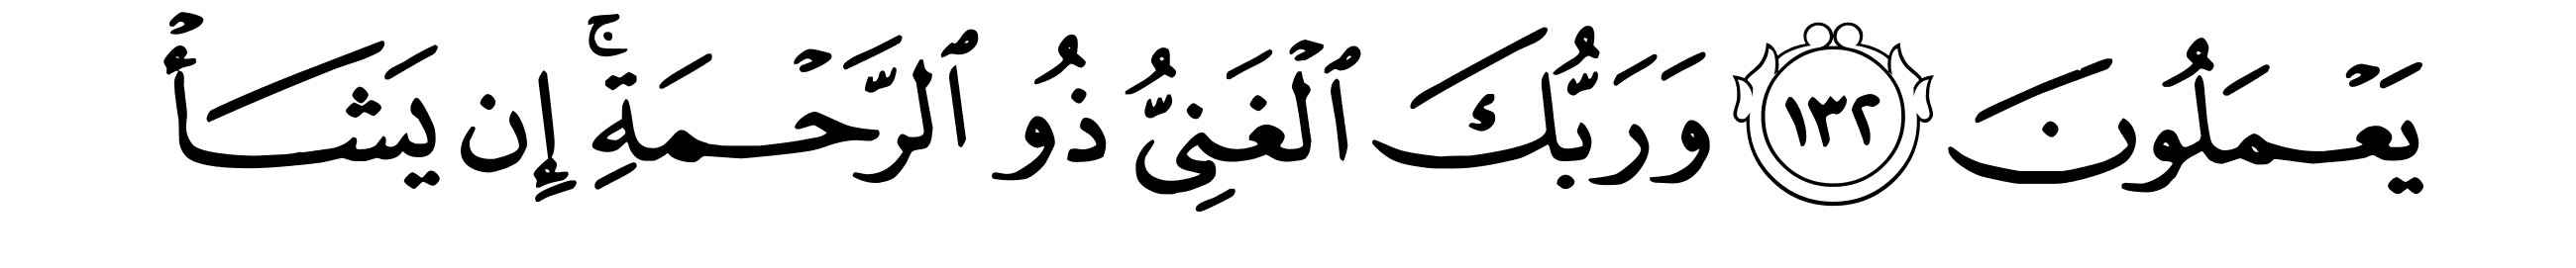 يَعۡمَلُونَ ١٣٢ وَرَبُّكَ ٱلۡغَنِيُّ ذُو ٱلرَّحۡمَةِۚ إِن يَشَأۡ